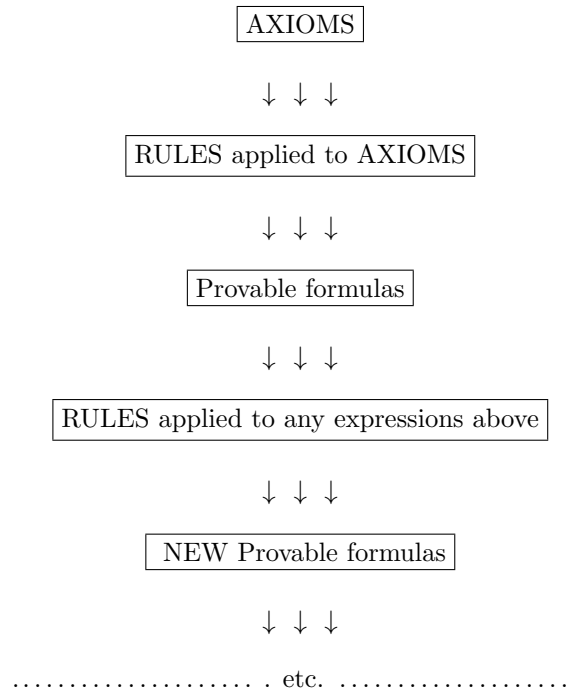 AXIOMS
↓ ↓ ↓
RULES applied to AXIOMS
↓ ↓ ↓
Provable formulas
↓ ↓ ↓
RULES applied to any expressions above
↓ ↓ ↓
NEW Provable formulas
↓ ↓ ↓
...................... . etc. .....................